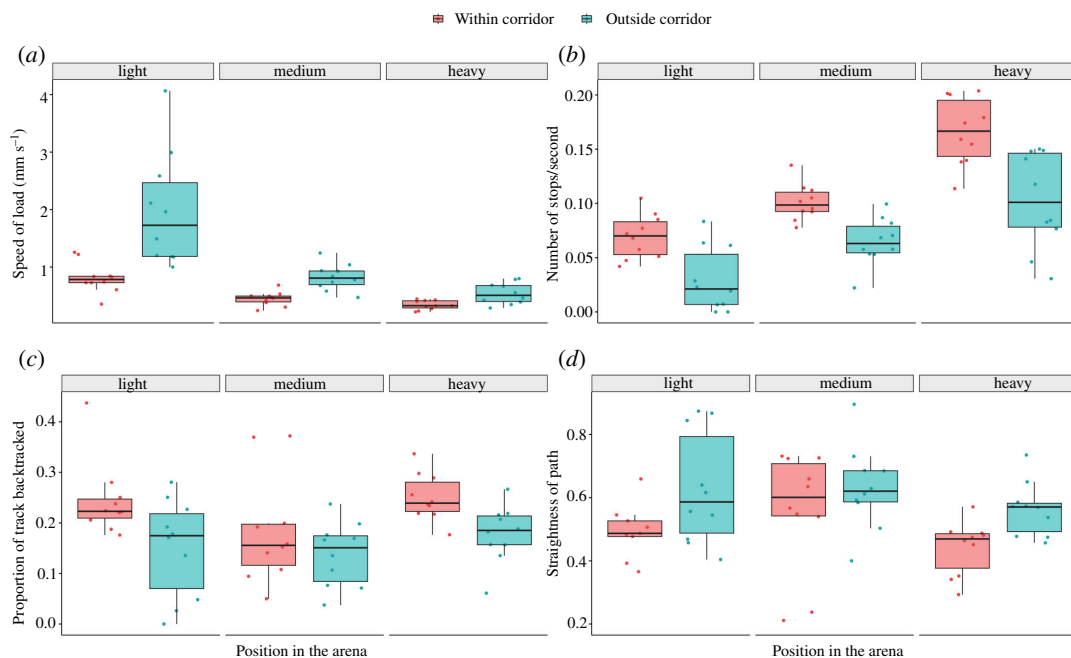 Within corridor Outside corridor
(a)
light medium heavy
Speed of load (mm s–1)
4
3
2
1
(b)
light medium heavy
Number of stops/second
0.20
0.15
0.10
0.05
0.00
(c)
light medium heavy
Proportion of track backtracked
0.4
0.3
0.2
0.1
0.0
Position in the arena
(d)
light medium heavy
Straighness of path
0.8
0.6
0.4
0.2
Position in the arena